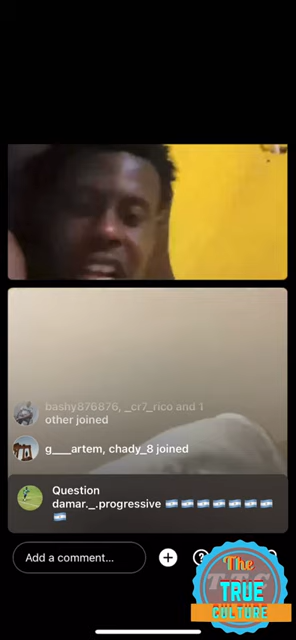 bashy876876, _cr7_rico and 1
other joined
g___artem, chady_8 joined
Question
damar._.progressive
Add a comment...
The
TRUE
CULTURE